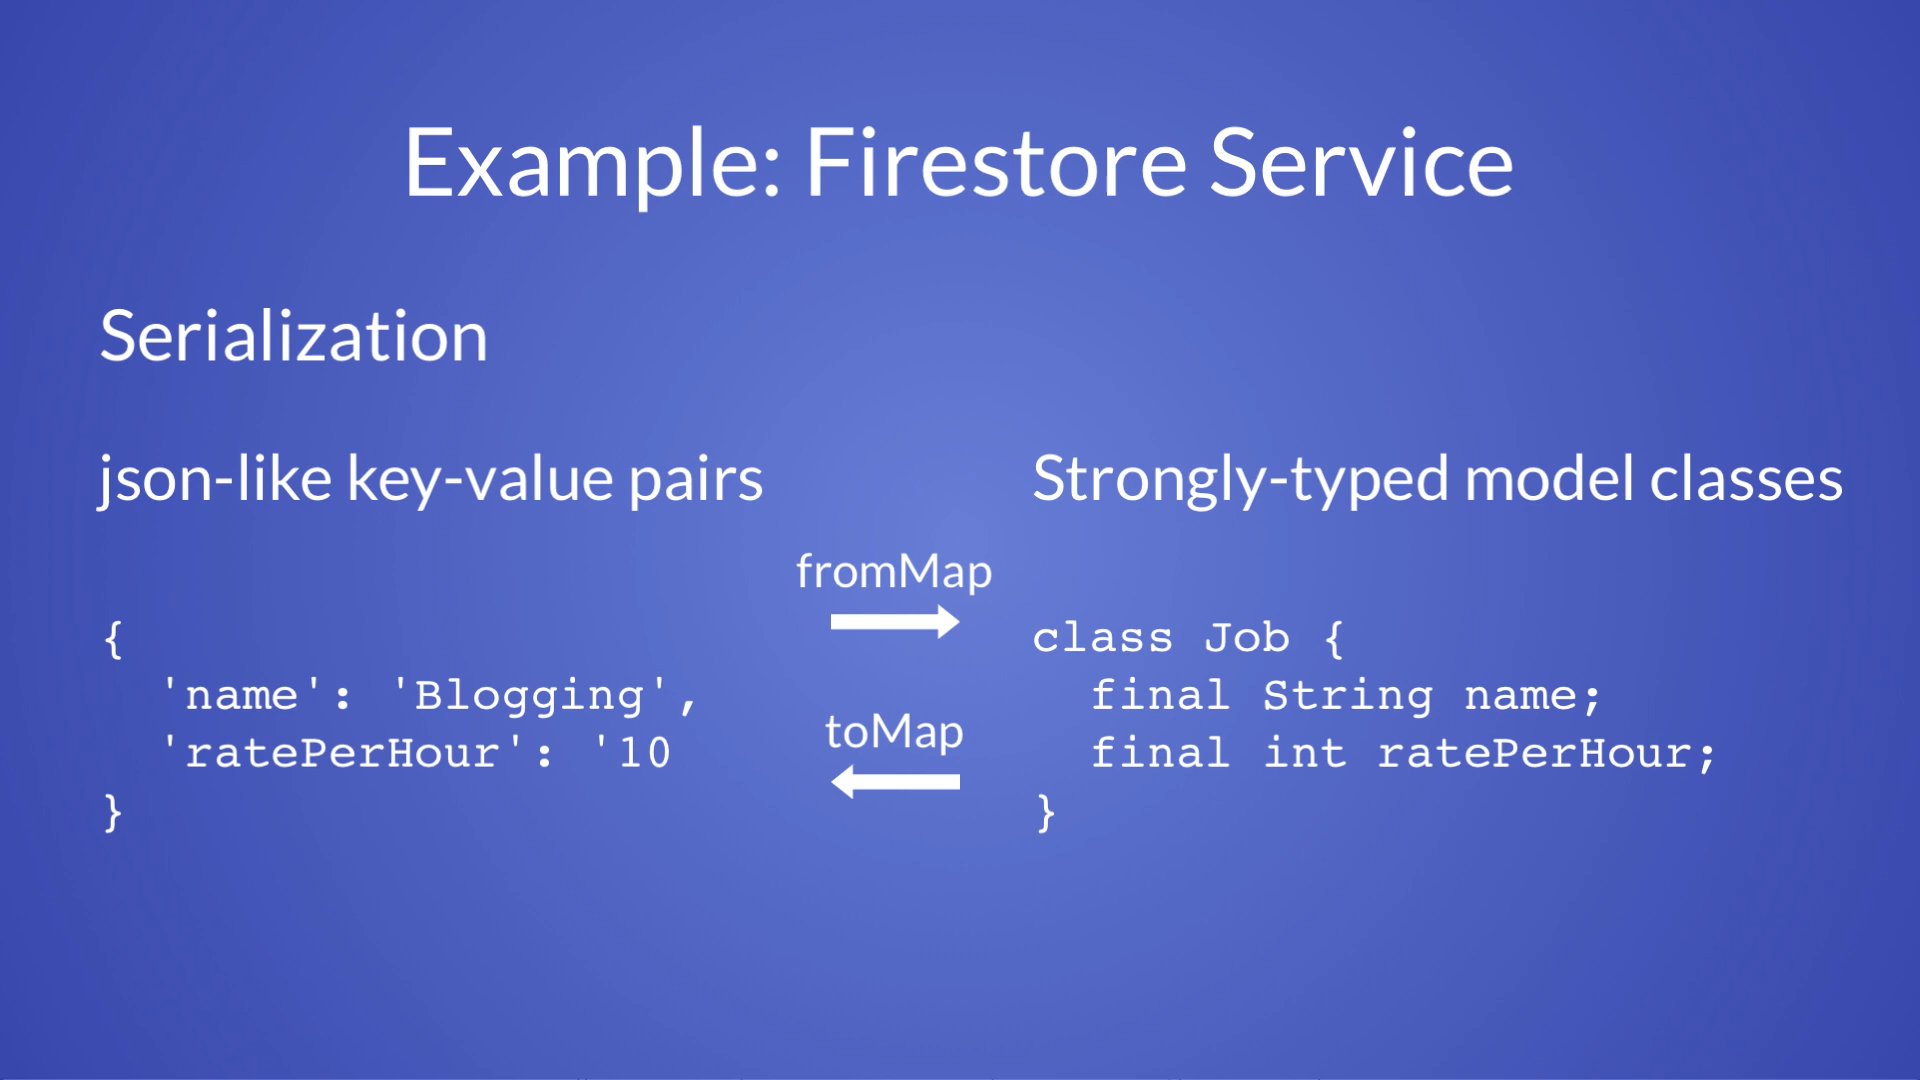 Example: Firestore Service
Serialization
json-like key-value pairs
Strongly-typed model classes
{
'name': 'Blogging',
'ratePerHour': '10
}
fromMap
toMap
class Job {
final String name;
final int ratePerHour;
}